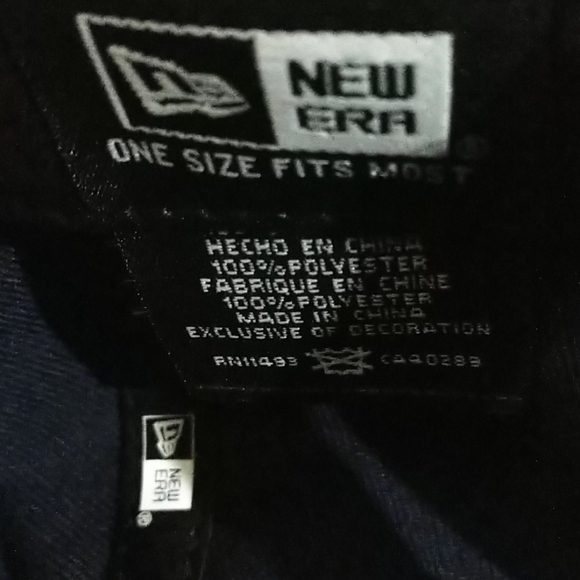 NEW
ERA
ONE SIZE FITS MOST
HECHO EN CHINA
100% POLYESTER
FABRIQUE EN CHINE
100% POLYESTER
MADE IN CHINA
EXCLUSIVE OF DECORATION
RN11493 CA40289
NEW
ERA
®